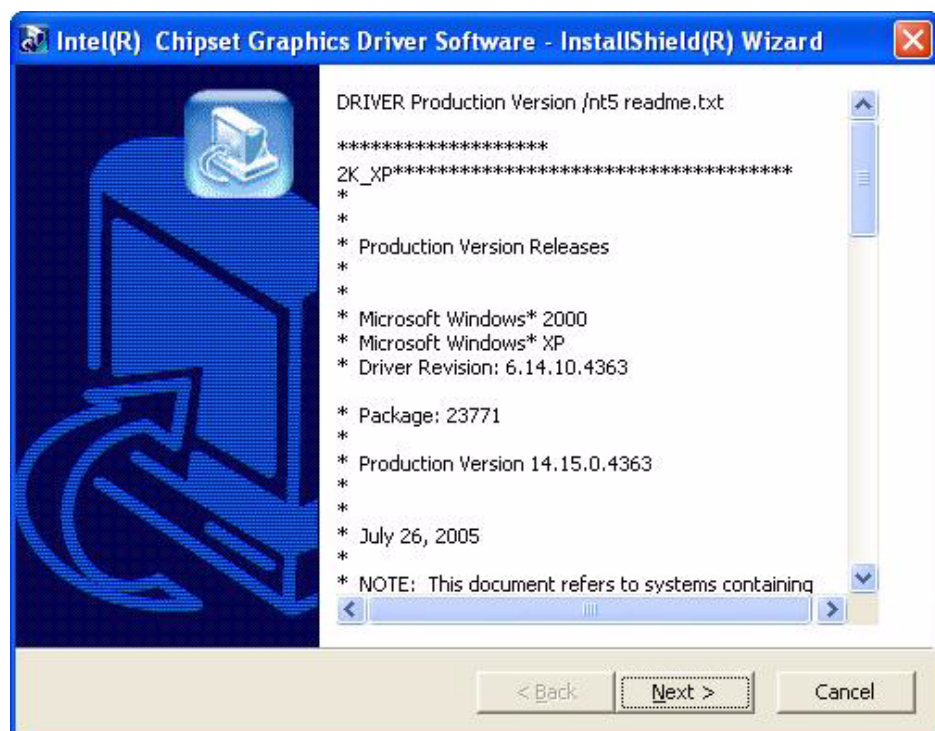 Intel(R) Chipset Graphics Driver Software - InstallShield(R) Wizard
DRIVER Production Version /nt5 readme.txt
*******************
2K_XP************************************
*
*
* Production Version Releases
*
*
* Microsoft Windows* 2000
* Microsoft Windows* XP
* Driver Revision: 6.14.10.4363
* Package: 23771
*
* Production Version 14.15.0.4363
*
*
* July 26, 2005
*
* NOTE: This document refers to systems containing
< Back
Next >
Cancel